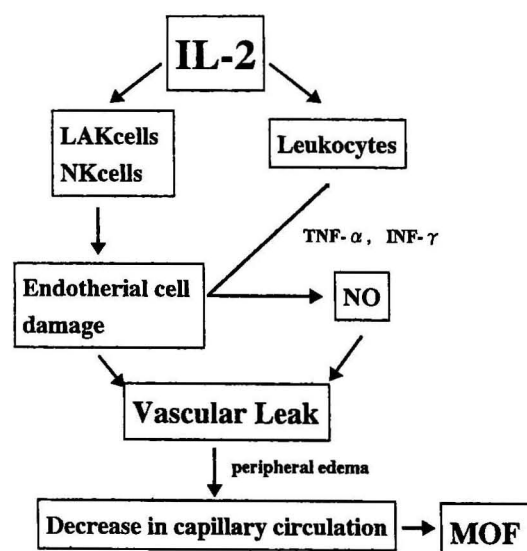 IL-2
LAKcells
NKcells
Leukocytes
TNF-α, INF-γ
Endotherial cell
damage
NO
Vascular Leak
peripheral edema
Decrease in capillary circulation
MOF